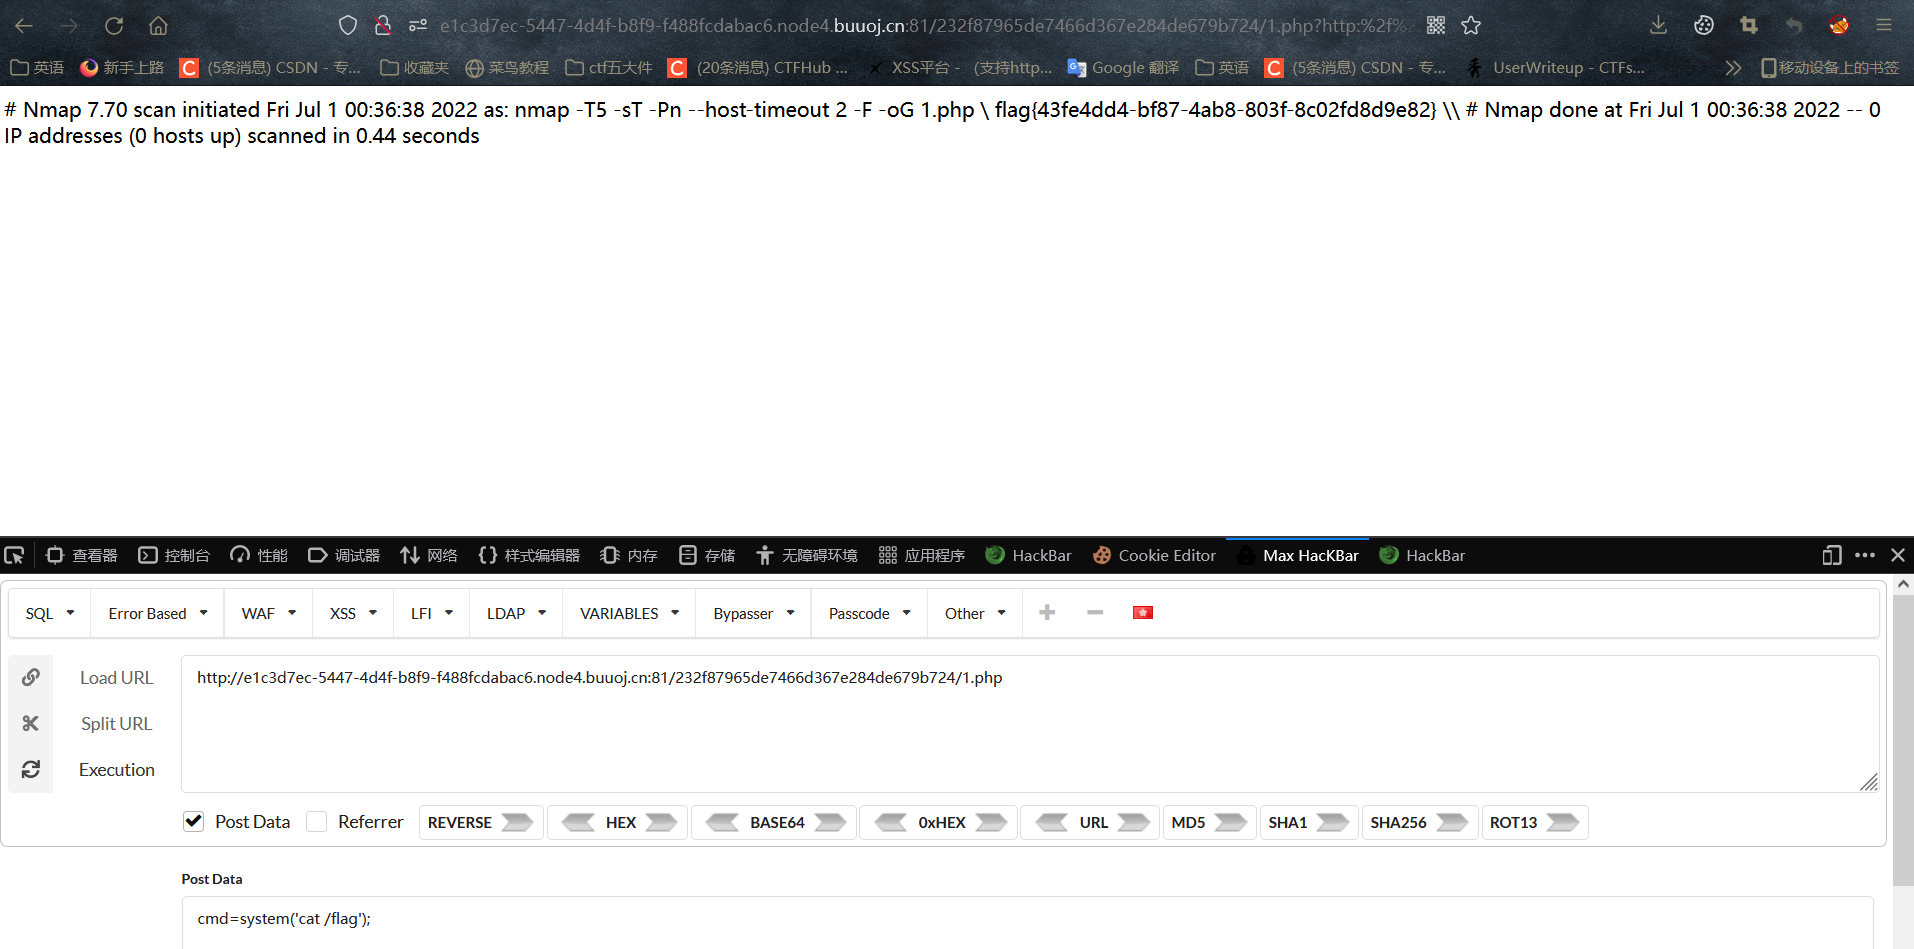 e1c3d7ec-5447-4d4f-b8f9-f488fcdabac6.node4.buuoj.cn:81/232f87965de7466d367e284de679b724/1.php?http:%2f%2
英语 新手上路 C (5条消息) CSDN - 专... 收藏夹 菜鸟教程 ctf五大件 C (20条消息) CTFHub ... XSS平台 - (支持http... Google 翻译 英语 C (5条消息) CSDN - 专... UserWriteup - CTFs... 移动设备上的书签
# Nmap 7.70 scan initiated Fri Jul 1 00:36:38 2022 as: nmap -T5 -sT -Pn --host-timeout 2 -F -oG 1.php \ flag{43fe4dd4-bf87-4ab8-803f-8c02fd8d9e82} \\ # Nmap done at Fri Jul 1 00:36:38 2022 -- 0
IP addresses (0 hosts up) scanned in 0.44 seconds
查看器 控制台 性能 调试器 网络 {} 样式编辑器 内存 存储 无障碍环境 应用程序 HackBar Cookie Editor Max HacKBar HackBar
SQL Error Based WAF XSS LFI LDAP VARIABLES Bypasser Passcode Other
Load URL http://e1c3d7ec-5447-4d4f-b8f9-f488fcdabac6.node4.buuoj.cn:81/232f87965de7466d367e284de679b724/1.php
Split URL
Execution
Post Data Referrer REVERSE HEX BASE64 0xHEX URL MD5 SHA1 SHA256 ROT13
Post Data
cmd=system('cat /flag');